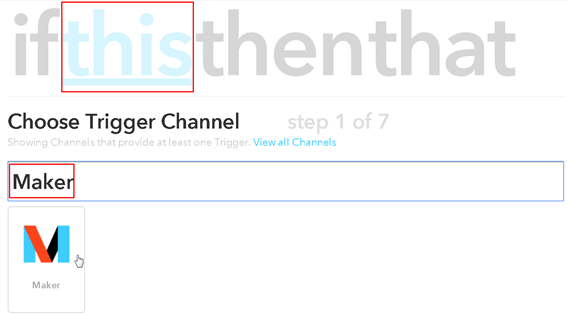 ifthisthenthat
Choose Trigger Channel step 1 of 7
Showing Channels that provide at least one Trigger. View all Channels
Maker
Maker